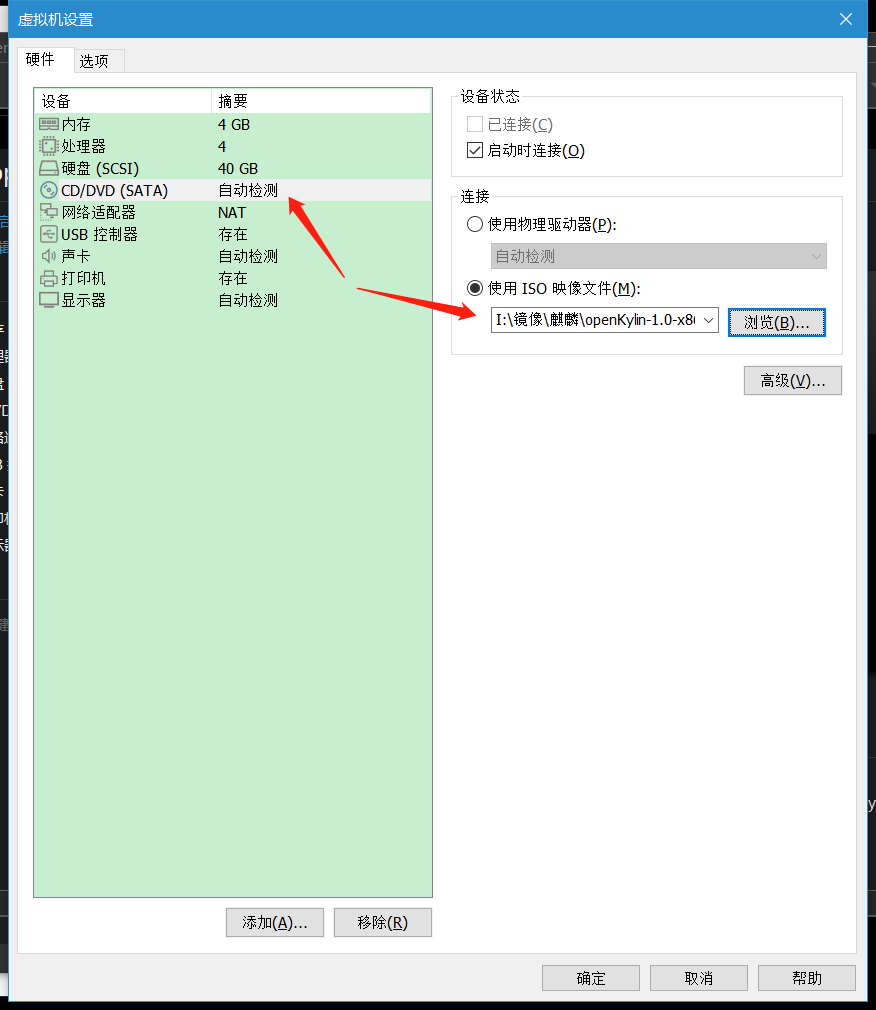 虚拟机设置
硬件 选项
设备 摘要
内存 4 GB
处理器 4
硬盘 (SCSI) 40 GB
CD/DVD (SATA) 自动检测
网络适配器 NAT
USB 控制器 存在
声卡 自动检测
打印机 存在
显示器 自动检测
添加(A)... 移除(R)
设备状态
已连接(C)
启动时连接(O)
连接
使用物理驱动器(P):
自动检测
使用 ISO 映像文件(M):
I:\镜像\麒麟\openKylin-1.0-x8 浏览(B)...
高级(V)...
确定 取消 帮助